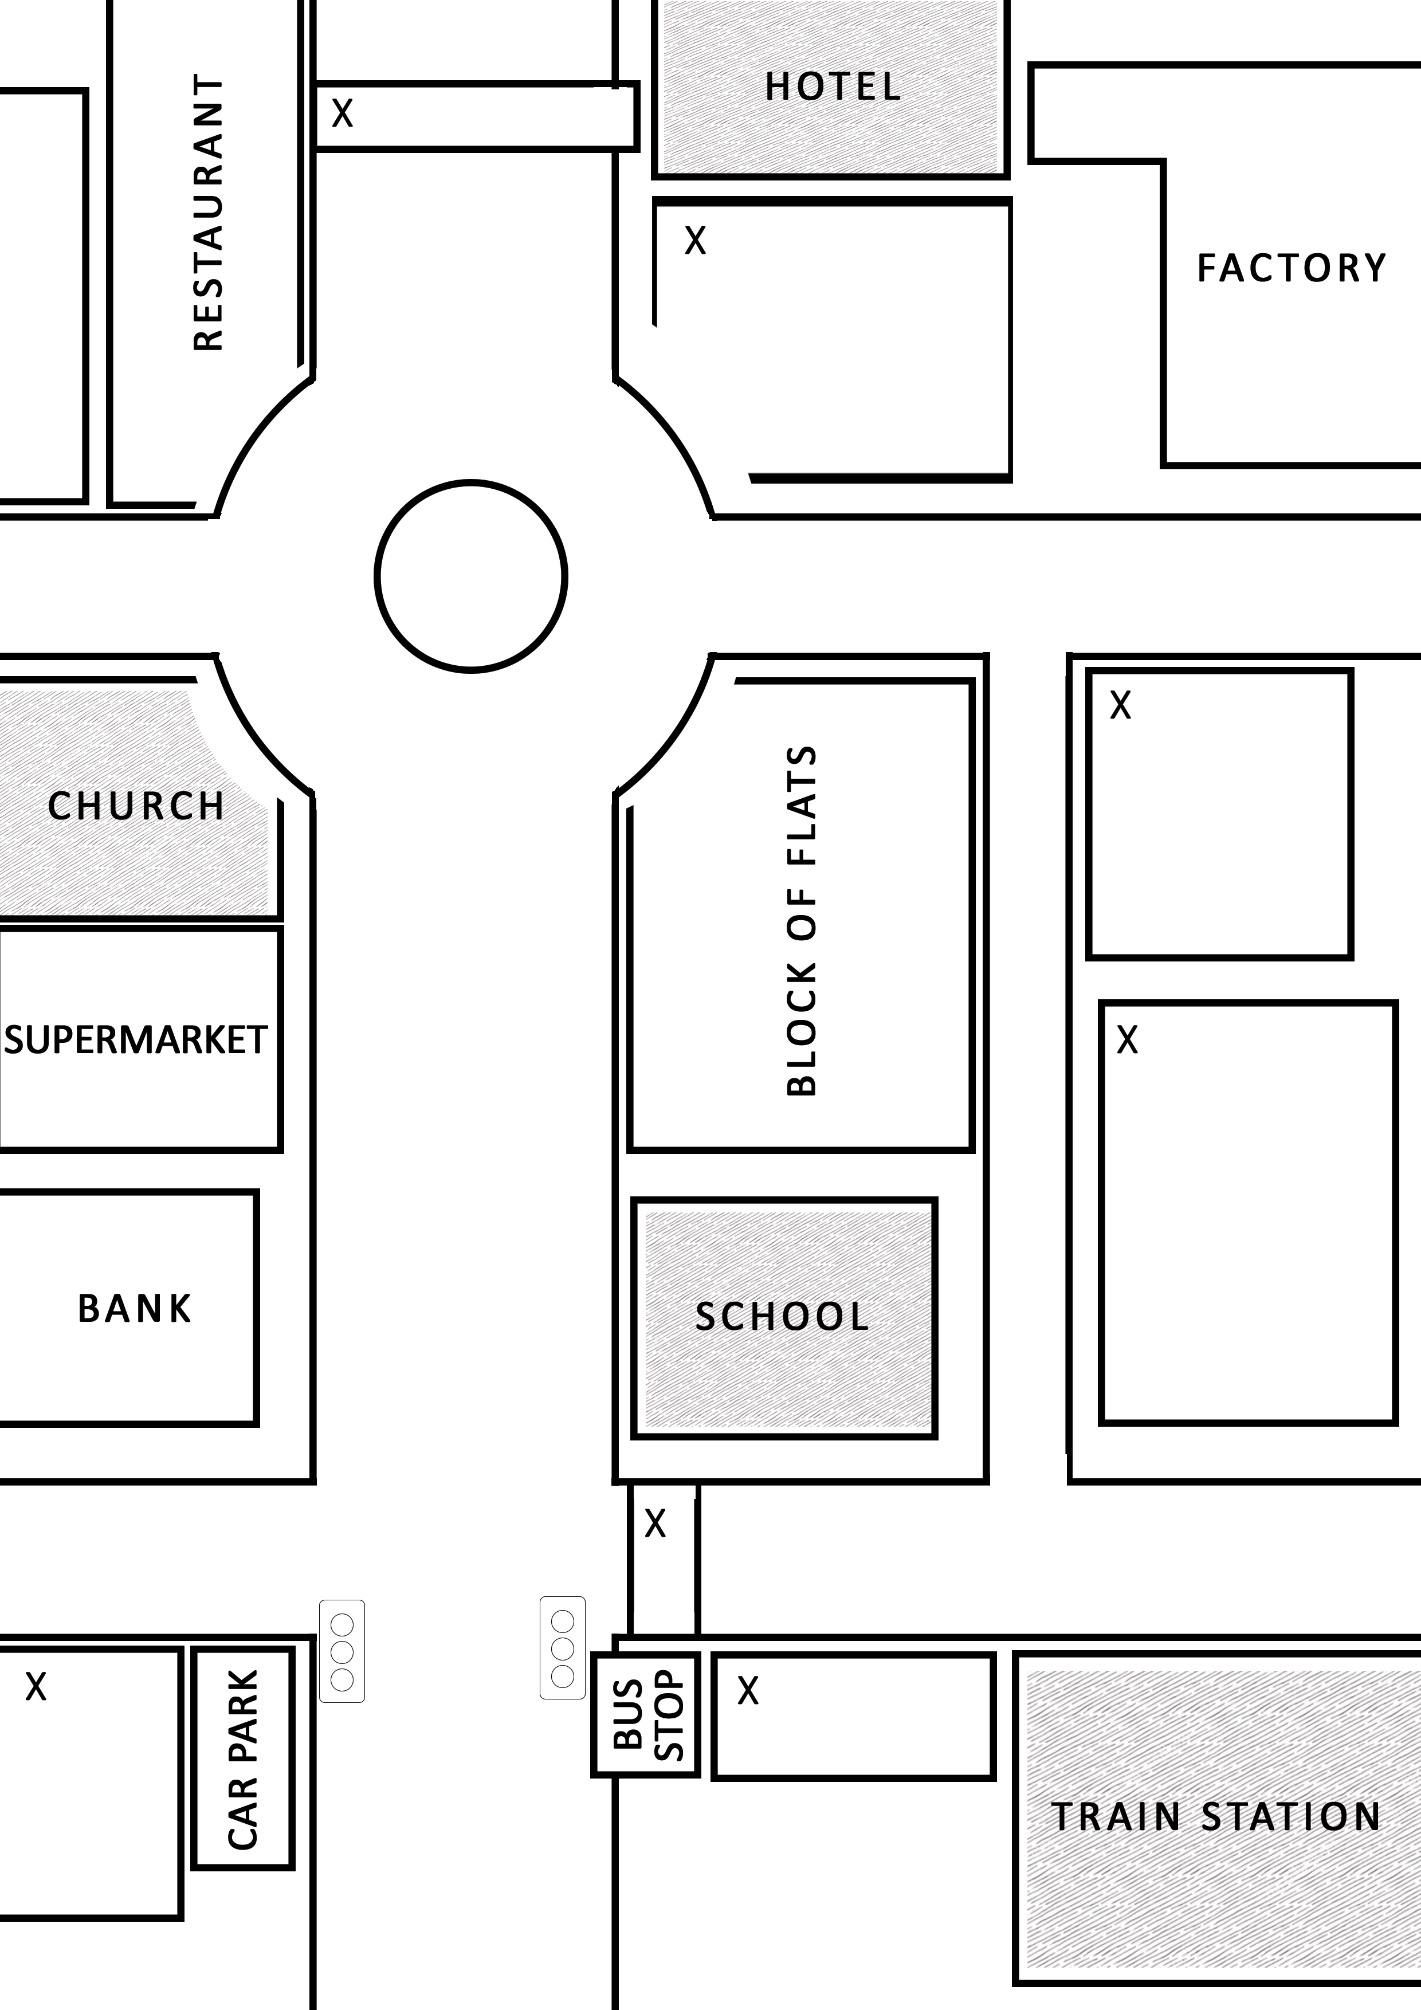 HOTEL
X
RESTAURANT
X
FACTORY
X
CHURCH
BLOCK OF FLATS
SUPERMARKET
X
BANK
SCHOOL
X
X
CAR PARK
BUS
STOP
X
TRAIN STATION